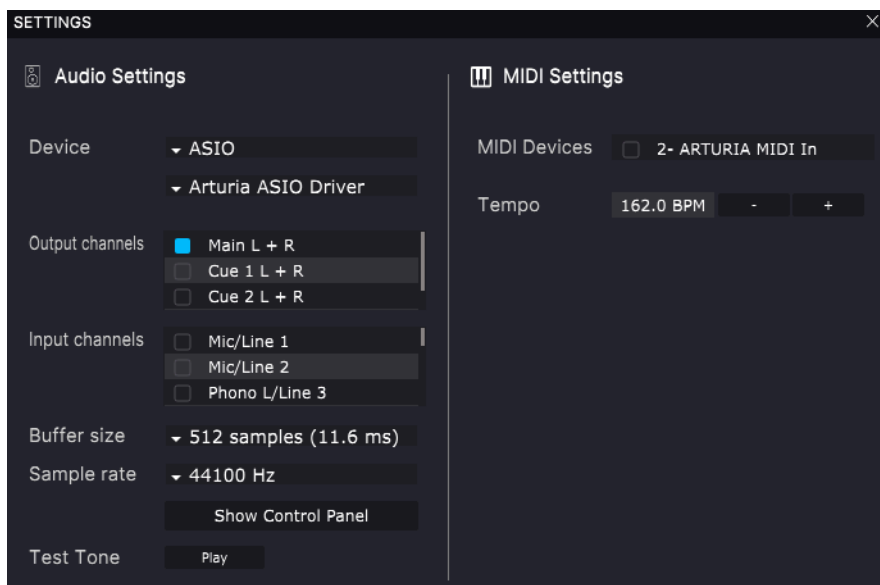 SETTINGS
Audio Settings
Device
ASIO
Arturia ASIO Driver
Output channels
Main L + R
Cue 1 L + R
Cue 2 L + R
Input channels
Mic/Line 1
Mic/Line 2
Phono L/Line 3
Buffer size
512 samples (11.6 ms)
Sample rate
44100 Hz
Show Control Panel
Test Tone
Play
MIDI Settings
MIDI Devices
2- ARTURIA MIDI In
Tempo
162.0 BPM
-
+